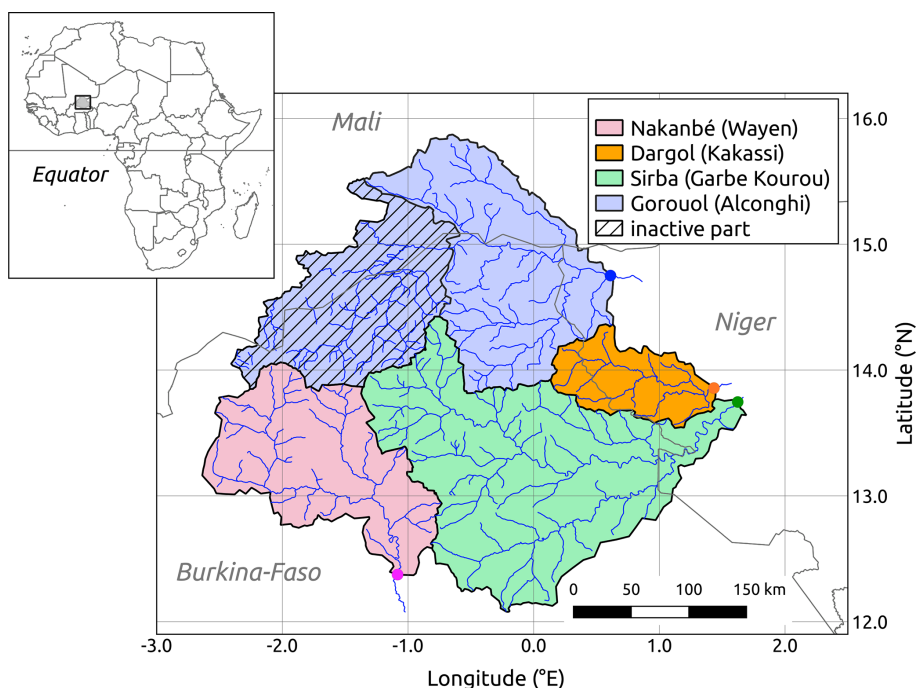 Equator
Mali
Nakanbé (Wayen)
Dargol (Kakassi)
Sirba (Garbe Kourou)
Gorouol (Alconghi)
inactive part
Niger
Burkina-Faso
0 50 100 150 km
16.0
15.0
14.0
13.0
12.0
Latitude (°N)
-3.0 -2.0 -1.0 0.0 1.0 2.0
Longitude (°E)